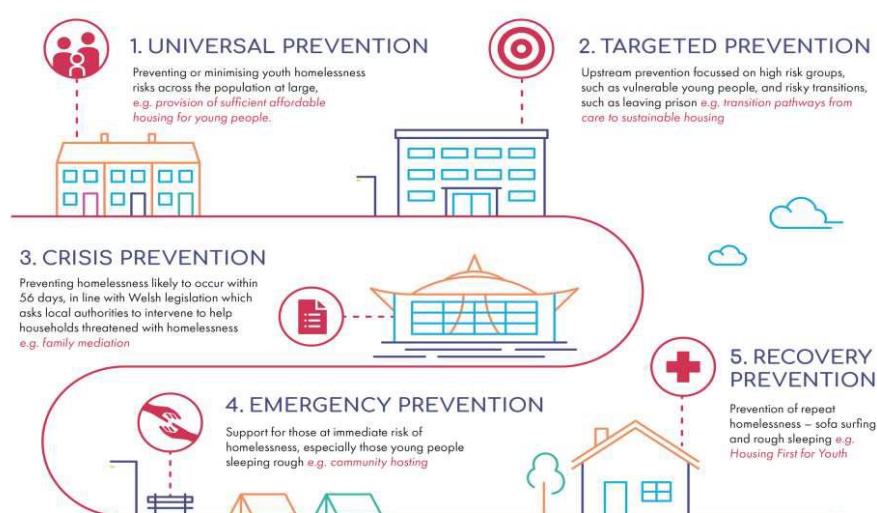 1. UNIVERSAL PREVENTION
Preventing or minimising youth homelessness
risks across the population at large,
e.g. provision of sufficient affordable
housing for young people.
2. TARGETED PREVENTION
Upstream prevention focussed on high risk groups,
such as vulnerable young people, and risky transitions,
such as leaving prison e.g. transition pathways from
care to sustainable housing
3. CRISIS PREVENTION
Preventing homelessness likely to occur within
56 days, in line with Welsh legislation which
asks local authorities to intervene to help
households threatened with homelessness
e.g. family mediation
4. EMERGENCY PREVENTION
Support for those at immediate risk of
homelessness, especially those young people
sleeping rough e.g. community hosting
5. RECOVERY
PREVENTION
Prevention of repeat
homelessness – sofa surfing
and rough sleeping e.g.
Housing First for Youth